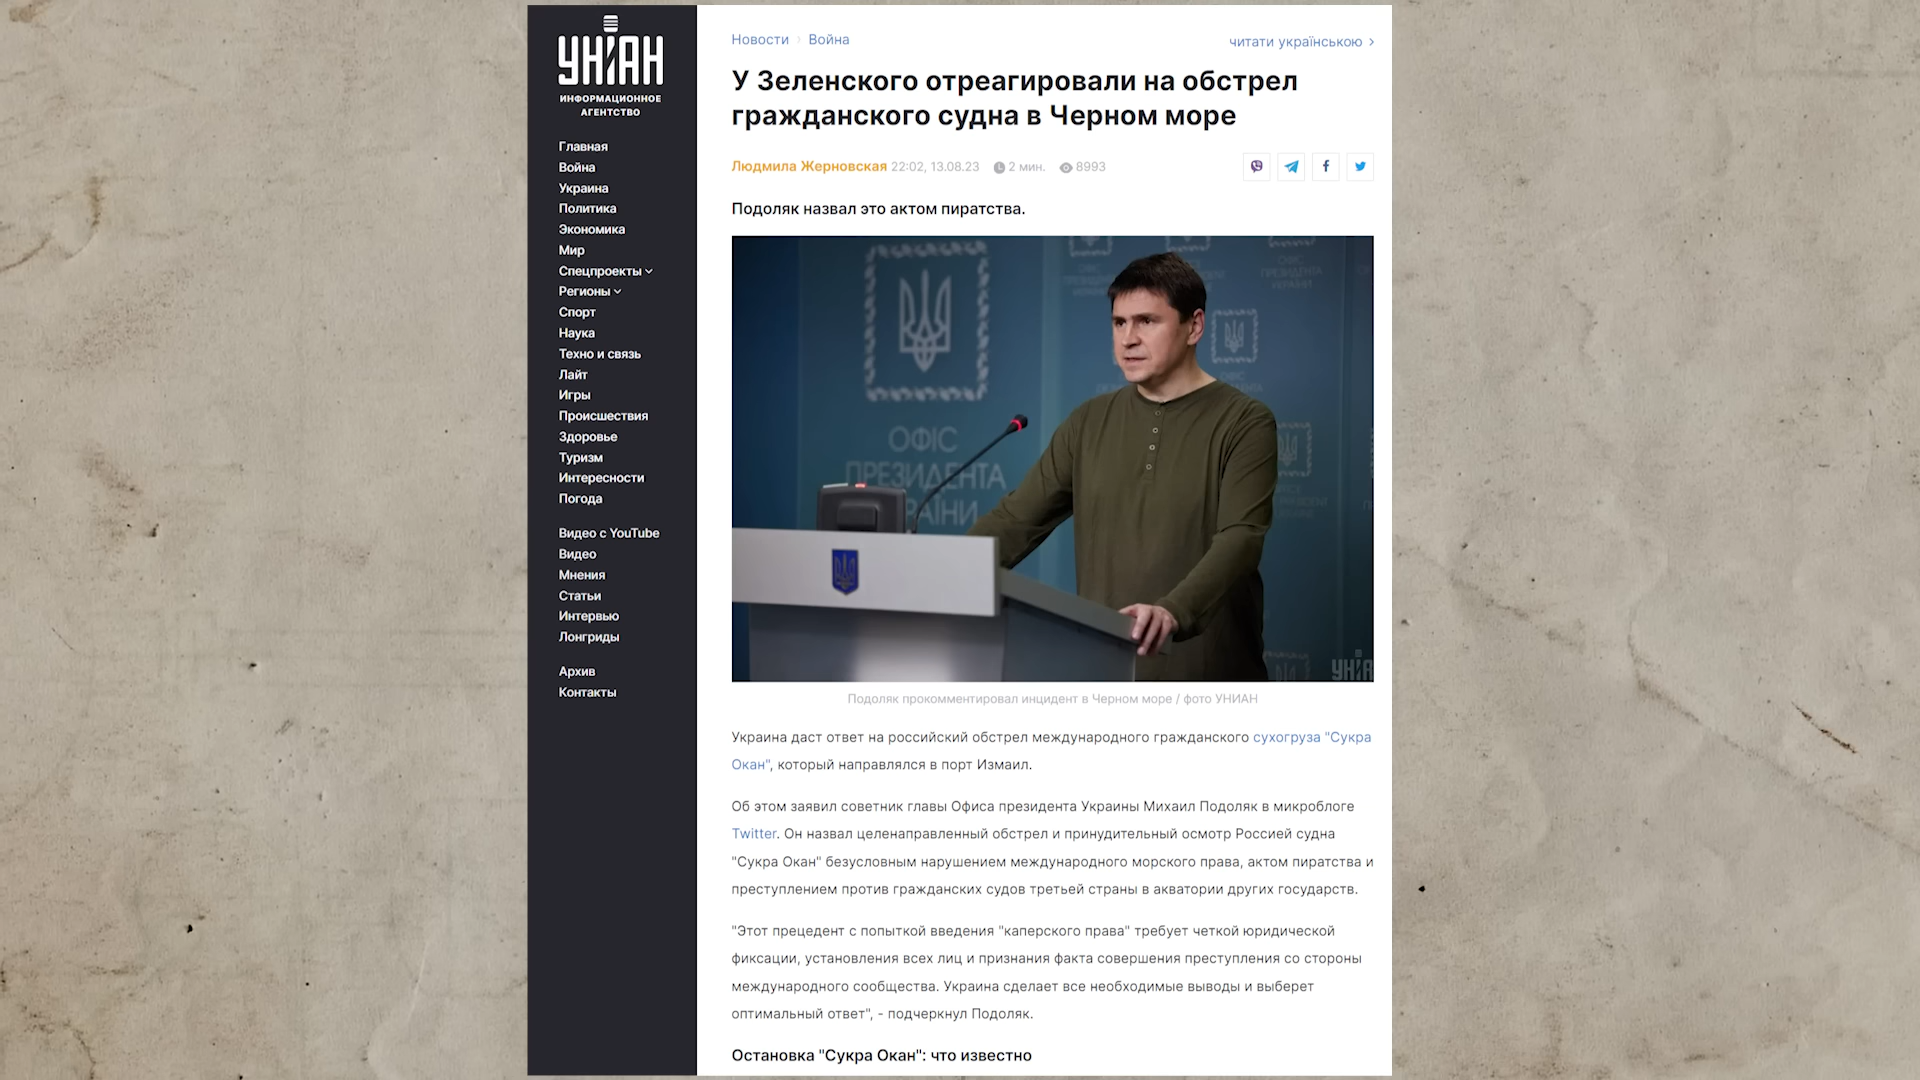 УНІАН
ИНФОРМАЦИОННОЕ
АГЕНТСТВО
Главная
Война
Украина
Политика
Экономика
Мир
Спецпроекты
Регионы
Спорт
Наука
Техно и связь
Лайт
Игры
Происшествия
Здоровье
Туризм
Интересности
Погода
Видео с YouTube
Видео
Мнения
Статьи
Интервью
Лонгриды
Архив
Контакты
Новости › Война
читати українською ›
У Зеленского отреагировали на обстрел
гражданского судна в Черном море
Людмила Жерновская 22:02, 13.08.23 2 мин. 8993
Подоляк назвал это актом пиратства.
ОФІС
ПРЕЗИДЕНТА
УКРАЇНИ
УНІАН
Подоляк прокомментировал инцидент в Черном море / фото УНИАН
Украина даст ответ на российский обстрел международного гражданского сухогруза "Сукра
Окан", который направлялся в порт Измаил.
Об этом заявил советник главы Офиса президента Украины Михаил Подоляк в микроблоге
Twitter. Он назвал целенаправленный обстрел и принудительный осмотр Россией судна
"Сукра Окан" безусловным нарушением международного морского права, актом пиратства и
преступлением против гражданских судов третьей страны в акватории других государств.
"Этот прецедент с попыткой введения "каперского права" требует четкой юридической
фиксации, установления всех лиц и признания факта совершения преступления со стороны
международного сообщества. Украина сделает все необходимые выводы и выберет
оптимальный ответ", - подчеркнул Подоляк.
Остановка "Сукра Окан": что известно